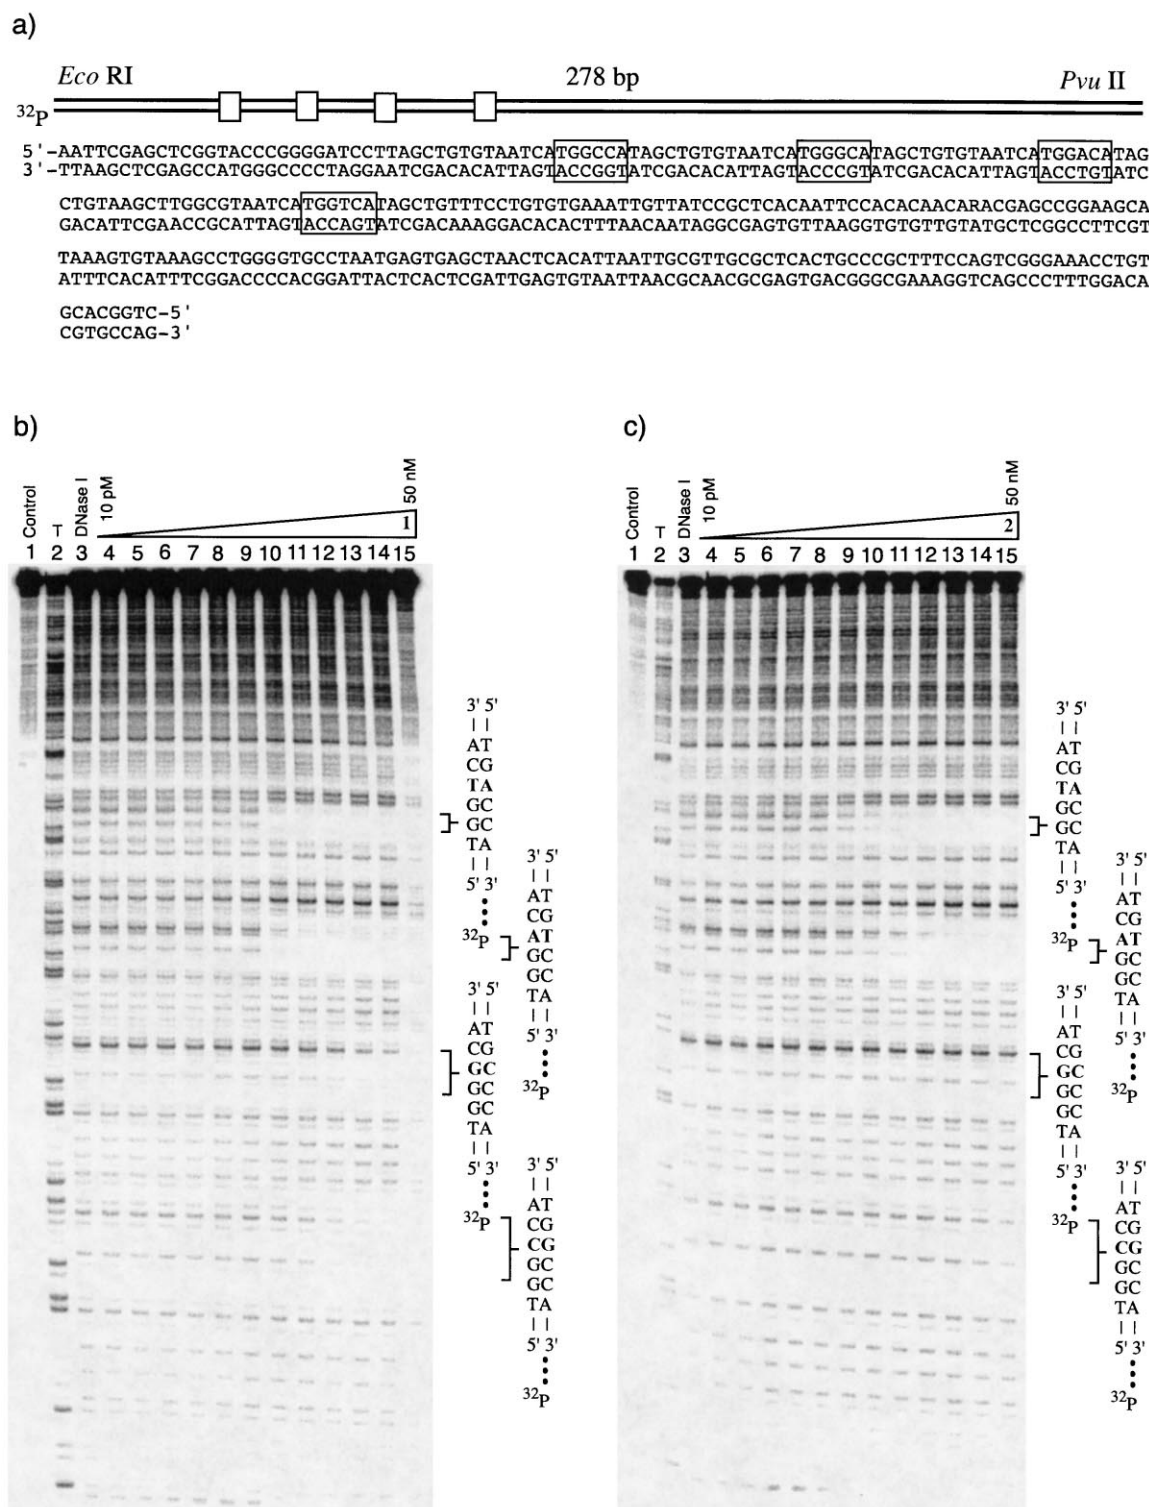 a)
Eco RI 278 bp Pvu II
32P
5'-AATTCGAGCTCGGTACCCGGGGATCCTTAGCTGTGTAATCATGGCCATAGCTGTGTAATCATGGGCATAGCTGTGTAATCATGGACATAG
3'-TTAAGCTCGAGCCATGGGCCCCTAGGAATCGACACATTAGTACCGGTATCGACACATTAGTACCCGTATCGACACATTAGTACCTGTATC
CTGTAAGCTTGGCGTAATCATGGTCATAGCTGTTTCCTGTGTGAAATTGTTATCCGCTCACAATTCCACACAACARACGAGCCGGAAGCA
GACATTCGAACCGCATTAGTACCAGTATCGACAAAGGACACACTTTAACAATAGGCGAGTGTTAAGGTGTGTTGTATGCTCGGCCTTCGT
TAAAGTGTAAAGCCTGGGGTGCCTAATGAGTGAGCTAACTCACATTAATTGCGTTGCGCTCACTGCCCGCTTTCCAGTCGGGAAACCTGT
ATTTCACATTTCGGACCCCACGGATTACTCACTCGATTGAGTGTAATTAACGCAACGCGAGTGACGGGCGAAAGGTCAGCCCTTTGGACA
GCACGGTC-5'
CGTGCCAG-3'
b)
Control
T
DNase I
10 pM
50 nM
1
1 2 3 4 5 6 7 8 9 10 11 12 13 14 15
3' 5'
AT
CG
TA
GC
GC
TA
5' 3'
32P
3' 5'
AT
CG
AT
GC
GC
TA
5' 3'
32P
3' 5'
AT
CG
GC
GC
GC
TA
5' 3'
32P
3' 5'
AT
CG
CG
GC
GC
TA
5' 3'
32P
c)
Control
T
DNase I
10 pM
50 nM
2
1 2 3 4 5 6 7 8 9 10 11 12 13 14 15
3' 5'
AT
CG
TA
GC
GC
TA
5' 3'
32P
3' 5'
AT
CG
AT
GC
GC
TA
5' 3'
32P
3' 5'
AT
CG
GC
GC
GC
TA
5' 3'
32P
3' 5'
AT
CG
CG
GC
GC
TA
5' 3'
32P